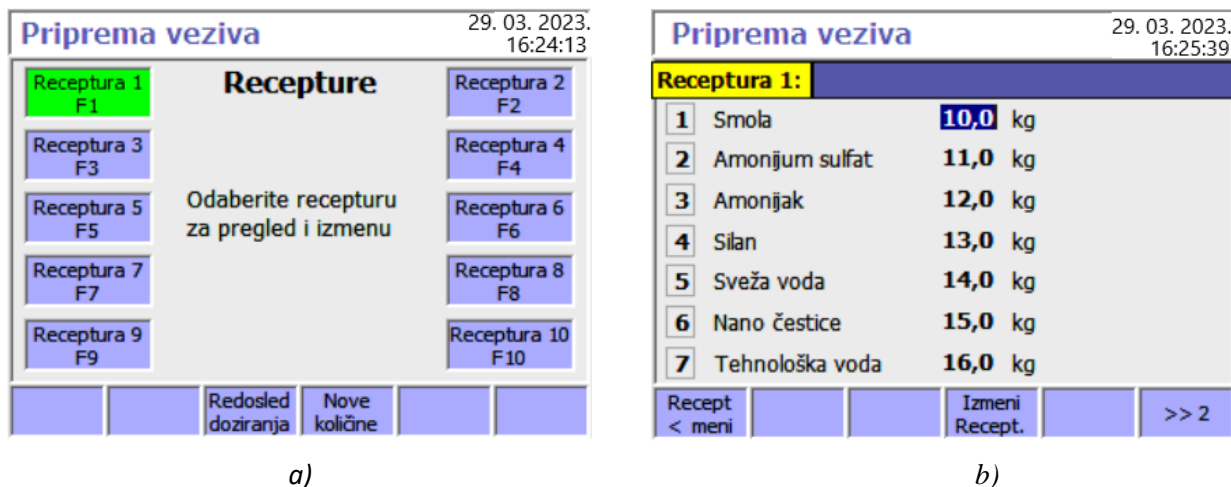 Priprema veziva
29. 03. 2023.
16:24:13
Receptura 1
F1
Recepture
Receptura 2
F2
Receptura 3
F3
Receptura 4
F4
Receptura 5
F5
Odaberite recepturu
za pregled i izmenu
Receptura 6
F6
Receptura 7
F7
Receptura 8
F8
Receptura 9
F9
Receptura 10
F10
Redosled
doziranja
Nove
količine
a)
Priprema veziva
29. 03. 2023.
16:25:39
Receptura 1:
1 Smola 10,0 kg
2 Amonijum sulfat 11,0 kg
3 Amonijak 12,0 kg
4 Silan 13,0 kg
5 Sveža voda 14,0 kg
6 Nano čestice 15,0 kg
7 Tehnološka voda 16,0 kg
Recept
< meni
Izmeni
Recept.
>> 2
b)